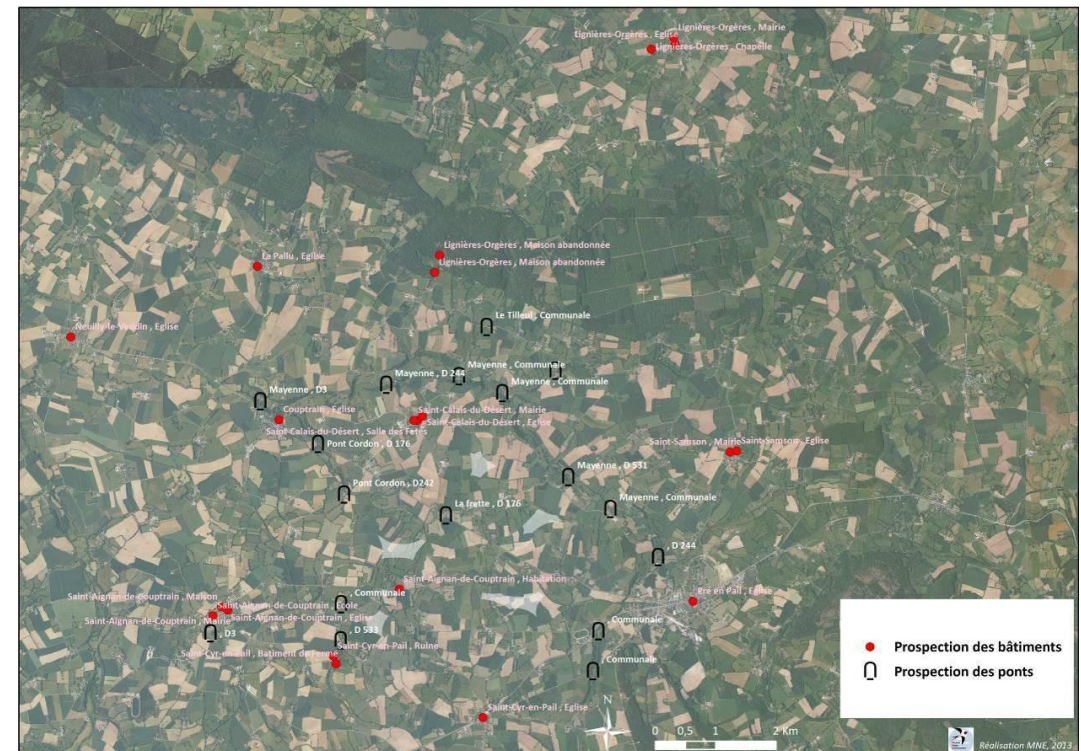 Lignières-Orgères , Mairie
Lignières-Orgères , Eglise
Lignières-Orgères , Chapelle
Lignières-Orgères , Maison abandonnée
La Pallu , Eglise
Lignières-Orgères , Maison abandonnée
Le Tilleul , Communale
Neuilly-le-Vendin , Eglise
Mayenne , Communale
Mayenne , D 244
Mayenne , Communale
Mayenne , D3
Couptrain , Eglise
Saint-Calais-du-Désert , Mairie
Saint-Calais-du-Désert , Eglise
Saint-Calais-du-Désert , Salle des Fetes
Pont Cordon , D 176
Saint-Samson , Mairie
Saint-Samson , Eglise
Mayenne , D 531
Pont Cordon , D242
Mayenne , Communale
La frette , D 176
, D 244
Saint-Aignan-de-Couptrain , Habitation
, Communale
Pré en Pail , Eglise
Saint-Aignan-de-Couptrain , Maison
Saint-Aignan-de-Couptrain , Ecole
Saint-Aignan-de-Couptrain , Mairie
Saint-Aignan-de-Couptrain , Eglise
, Communale
, D3
, D 533
Saint-Cyr-en-Pail , Ruine
Saint-Cyr-en-Pail , Batiment de Ferme
, Communale
Saint-Cyr-en-Pail , Eglise
Prospection des bâtiments
Prospection des ponts
N
0 0,5 1 2 Km
Réalisation MNE, 2013